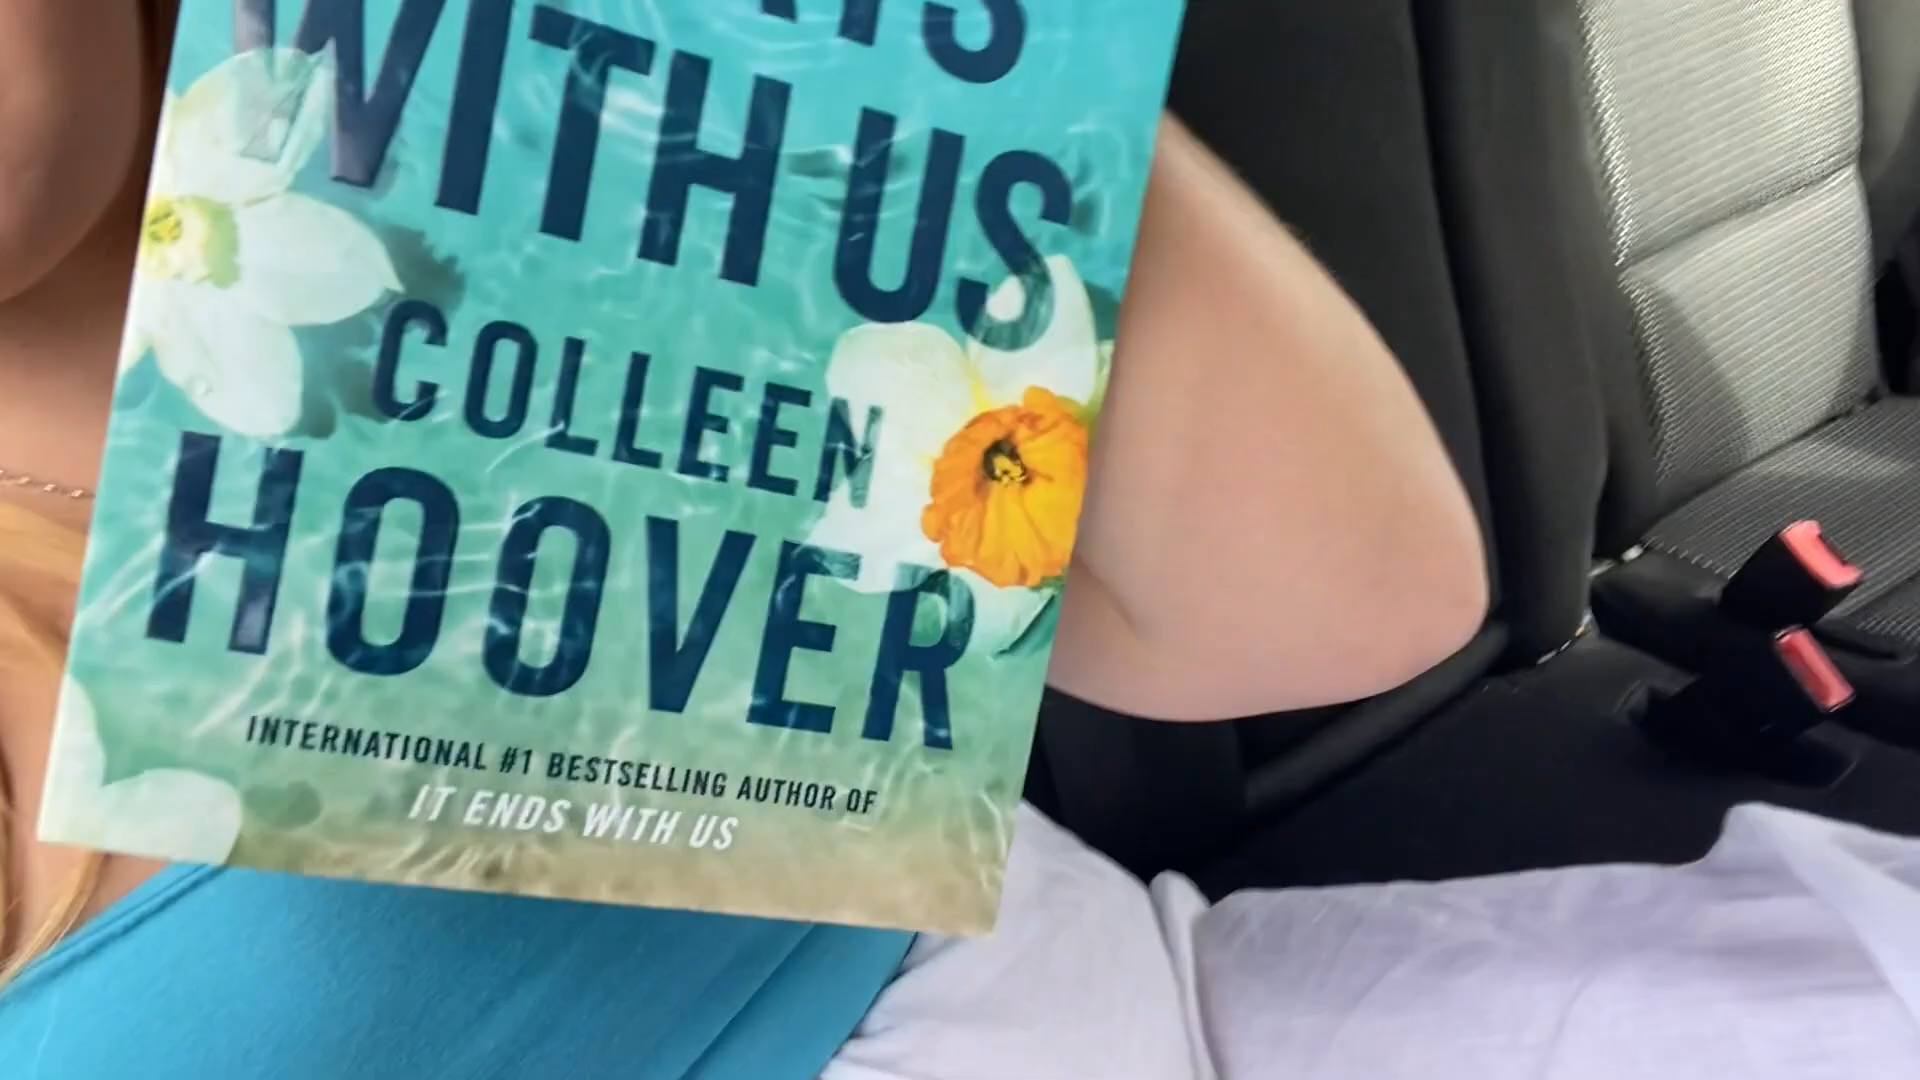 WITH US
COLLEEN
HOOVER
INTERNATIONAL #1 BESTSELLING AUTHOR OF
IT ENDS WITH US